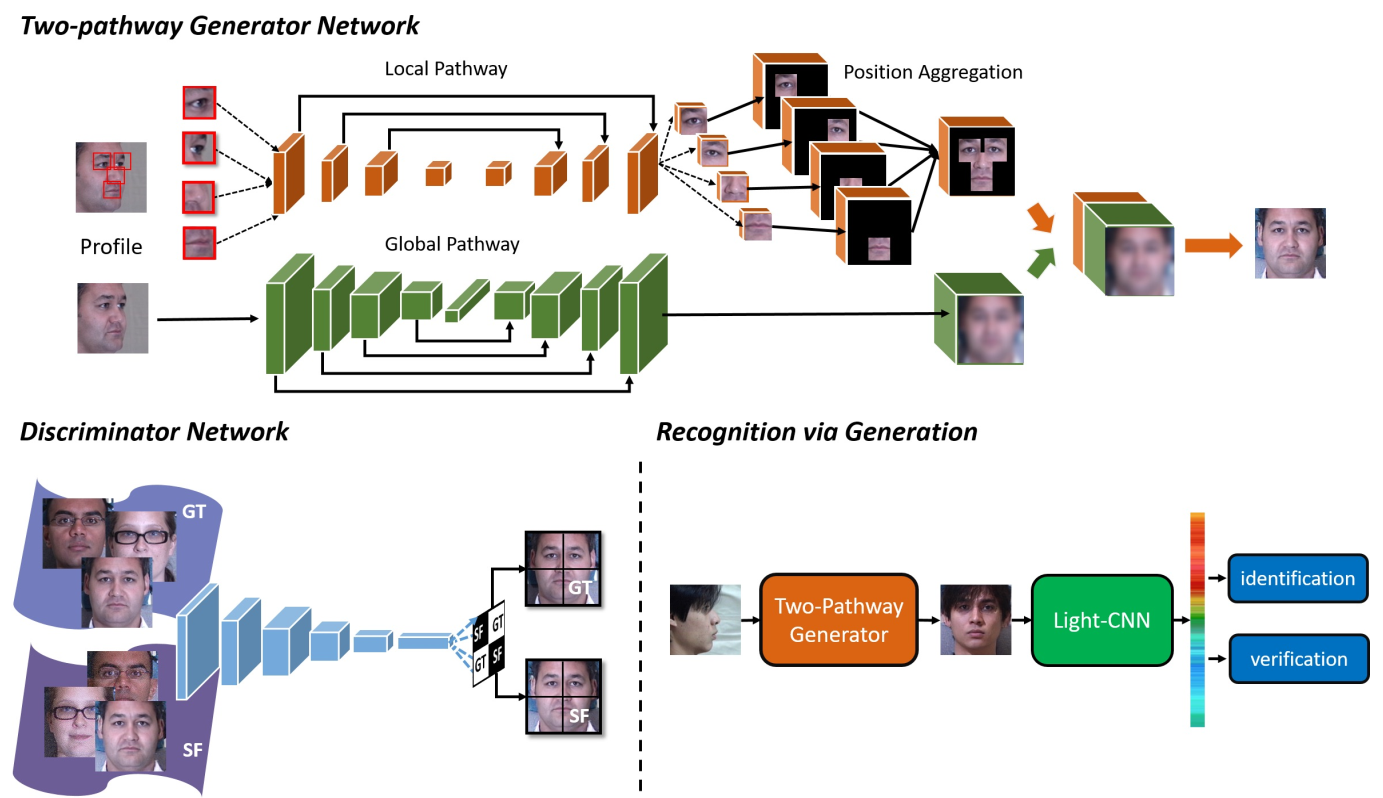 Two-pathway Generator Network
Local Pathway
Position Aggregation
Profile
Global Pathway
Discriminator Network
Recognition via Generation
GT
SF
SF
GT
GT
SF
GT
SF
Two-Pathway
Generator
Light-CNN
identification
verification